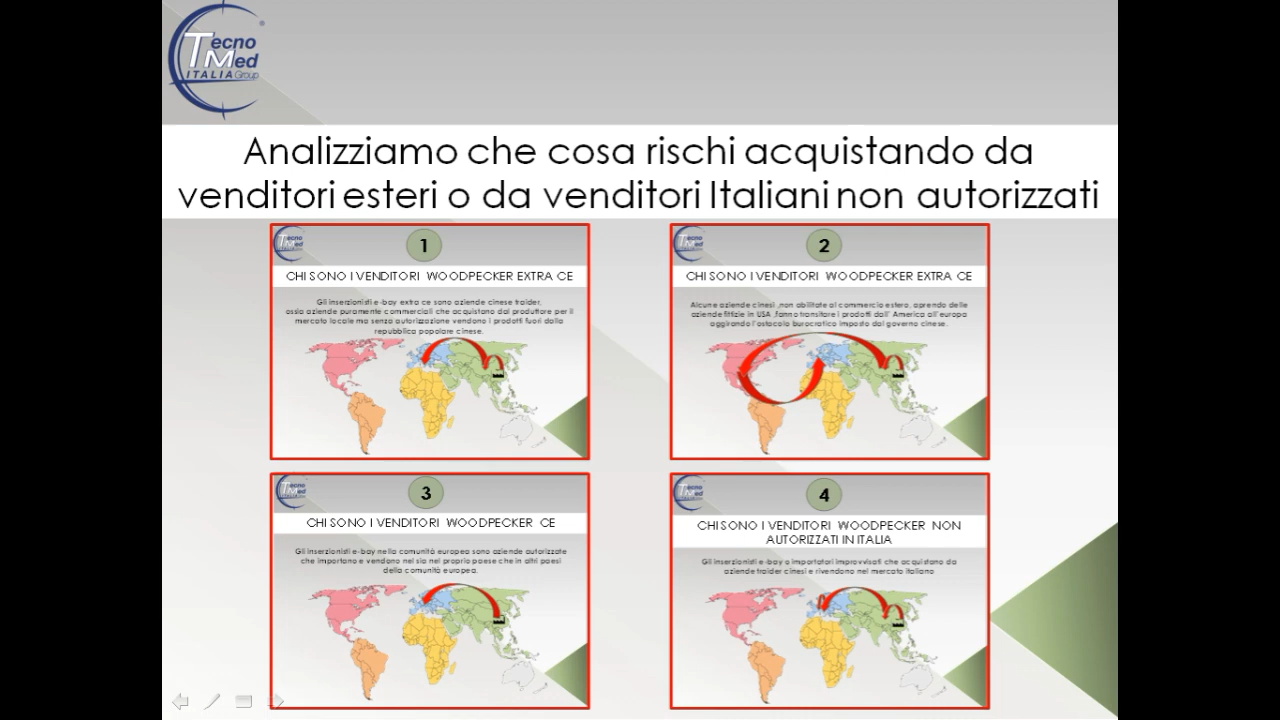 Tecno
Med
ITALIA Group
Analizziamo che cosa rischi acquistando da
venditori esteri o da venditori Italiani non autorizzati
1
CHI SONO I VENDITORI WOODPECKER EXTRA CE
Gli inserzionisti e-bay extra ce sono aziende cinese traider,
ossia aziende puramente commerciali che acquistano dal produttore per il
mercato locale ma senza autorizzazione vendono i prodotti fuori dalla
repubblica popolare cinese.
2
CHI SONO I VENDITORI WOODPECKER EXTRA CE
Alcune aziende cinesi ,non abilitate al commercio estero, aprendo delle
aziende fittizie in USA ,fanno transitare i prodotti dall' America all'europa
aggirando l'ostacolo burocratico imposto dal governo cinese.
3
CHI SONO I VENDITORI WOODPECKER CE
Gli inserzionisti e-bay nella comunità europea sono aziende autorizzate
che importano e vendono nel sia nel proprio paese che in altri paesi
della comunità europea.
4
CHI SONO I VENDITORI WOODPECKER NON
AUTORIZZATI IN ITALIA
Gli inserzionisti e-bay o importatori improvvisati che acquistano da
aziende traider cinesi e rivendono nel mercato italiano